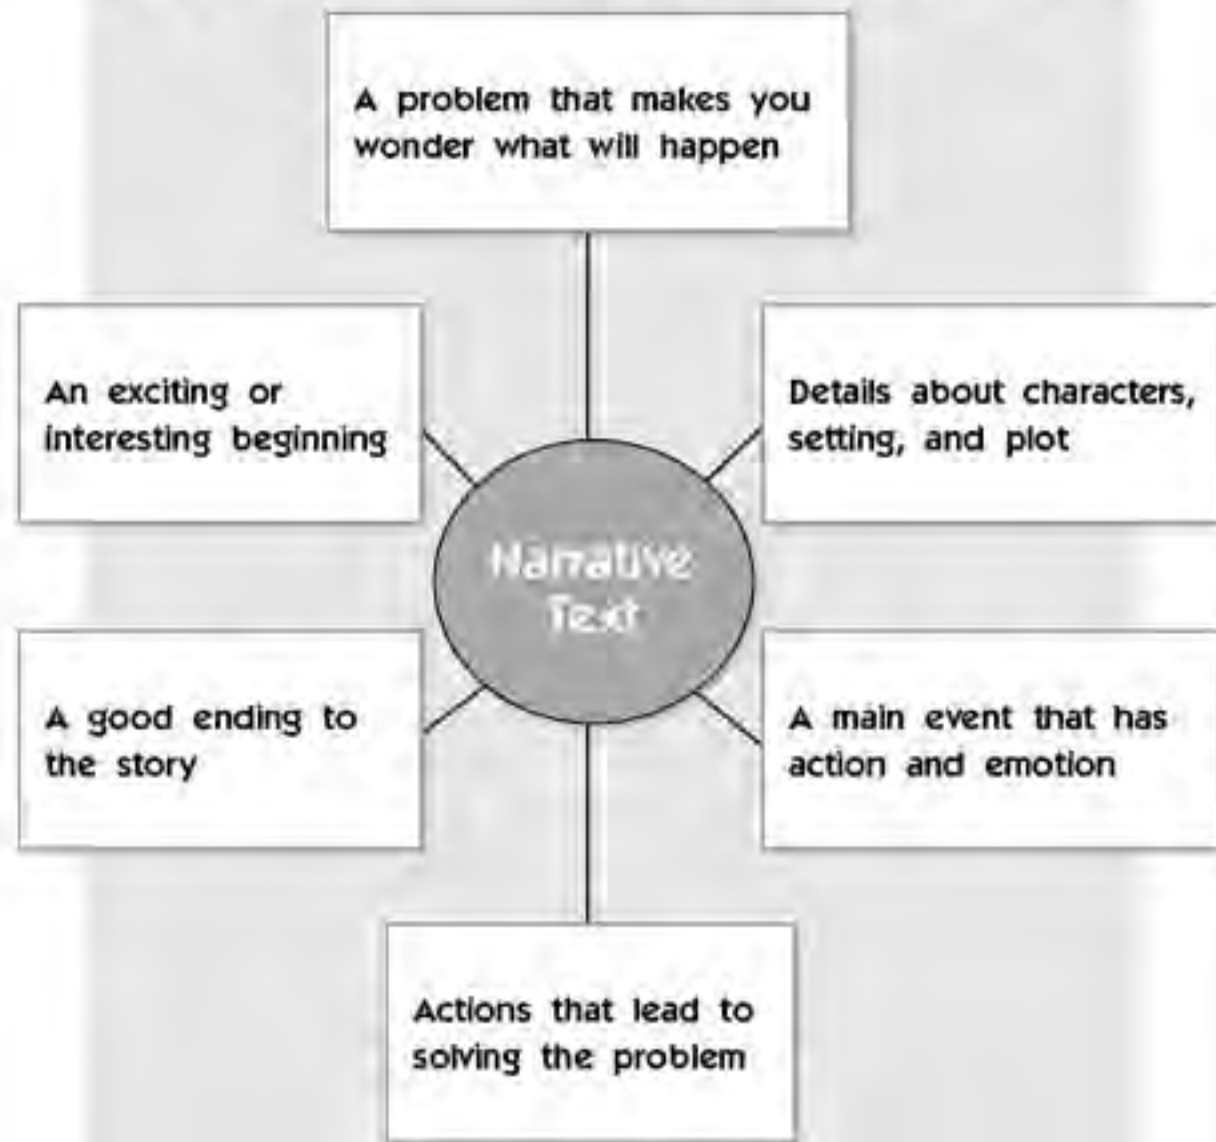 A problem that makes you
wonder what will happen
An exciting or
interesting beginning
Details about characters,
setting, and plot
Narrative
Text
A good ending to
the story
A main event that has
action and emotion
Actions that lead to
solving the problem